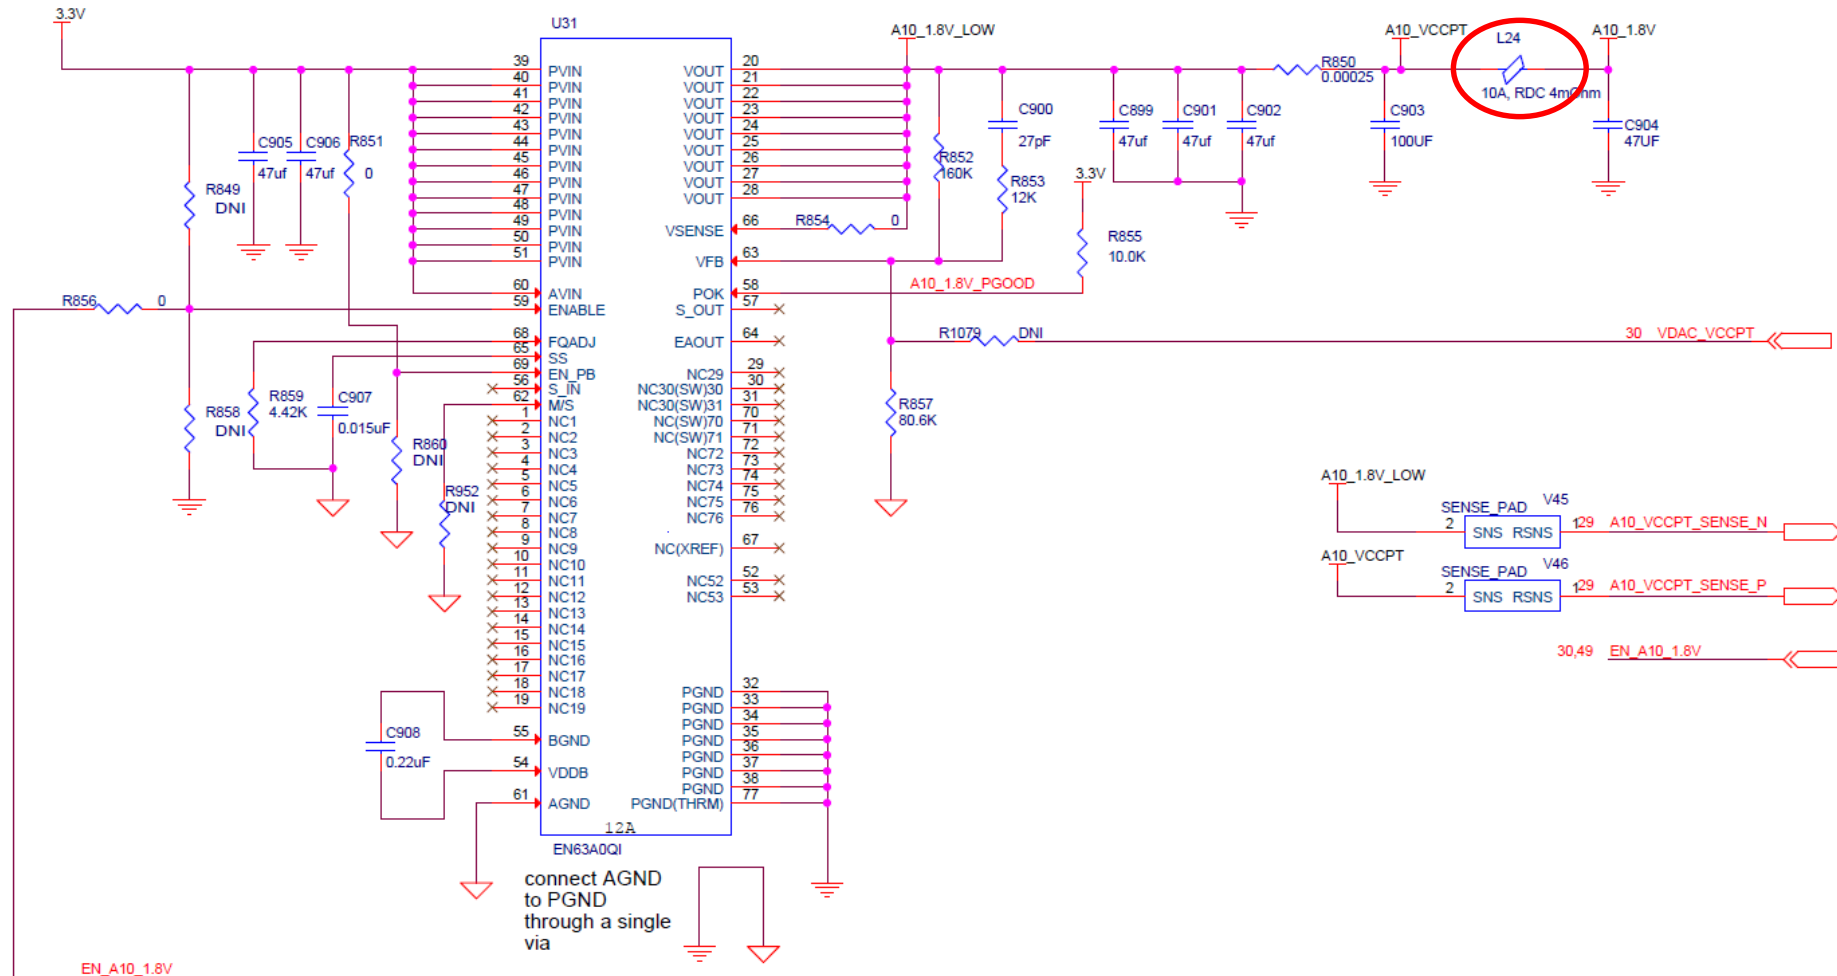 3.3V
U31
A10_1.8V_LOW
A10_VCCPT
L24
A10_1.8V
10A, RDC 4mOhm
R850
0.00025
39 PVIN
40 PVIN
41 PVIN
42 PVIN
43 PVIN
44 PVIN
45 PVIN
46 PVIN
47 PVIN
48 PVIN
49 PVIN
50 PVIN
51 PVIN
60 AVIN
59 ENABLE
68 FQADJ
65 SS
69 EN_PB
56 S_IN
62 M/S
1 NC1
2 NC2
3 NC3
4 NC4
5 NC5
6 NC6
7 NC7
8 NC8
9 NC9
10 NC10
11 NC11
12 NC12
13 NC13
14 NC14
15 NC15
16 NC16
17 NC17
18 NC18
19 NC19
55 BGND
54 VDDB
61 AGND
VOUT 20
VOUT 21
VOUT 22
VOUT 23
VOUT 24
VOUT 25
VOUT 26
VOUT 27
VOUT 28
VSENSE 66
VFB 63
POK 58
S_OUT 57
EAOUT 64
NC29 29
NC30(SW)30 30
NC30(SW)31 31
NC(SW)70 70
NC(SW)71 71
NC72 72
NC73 73
NC74 74
NC75 75
NC76 76
NC(XREF) 67
NC52 52
NC53 53
PGND 32
PGND 33
PGND 34
PGND 35
PGND 36
PGND 37
PGND 38
PGND(THRM) 77
12A
EN63A0QI
connect AGND
to PGND
through a single
via
C905
47uf
C906
47uf
R851
0
R849
DNI
R856 0
R858
DNI
R859
4.42K
C907
0.015uF
R860
DNI
R952
DNI
C908
0.22uF
EN_A10_1.8V
R852
160K
C900
27pF
R853
12K
C899
47uf
C901
47uf
C902
47uf
C903
100UF
C904
47UF
R854 0
3.3V
R855
10.0K
A10_1.8V_PGOOD
R1079 DNI
30 VDAC_VCCPT
R857
80.6K
A10_1.8V_LOW
SENSE_PAD V45
2 SNS RSNS 1
29 A10_VCCPT_SENSE_N
A10_VCCPT
SENSE_PAD V46
2 SNS RSNS 1
29 A10_VCCPT_SENSE_P
30,49 EN_A10_1.8V